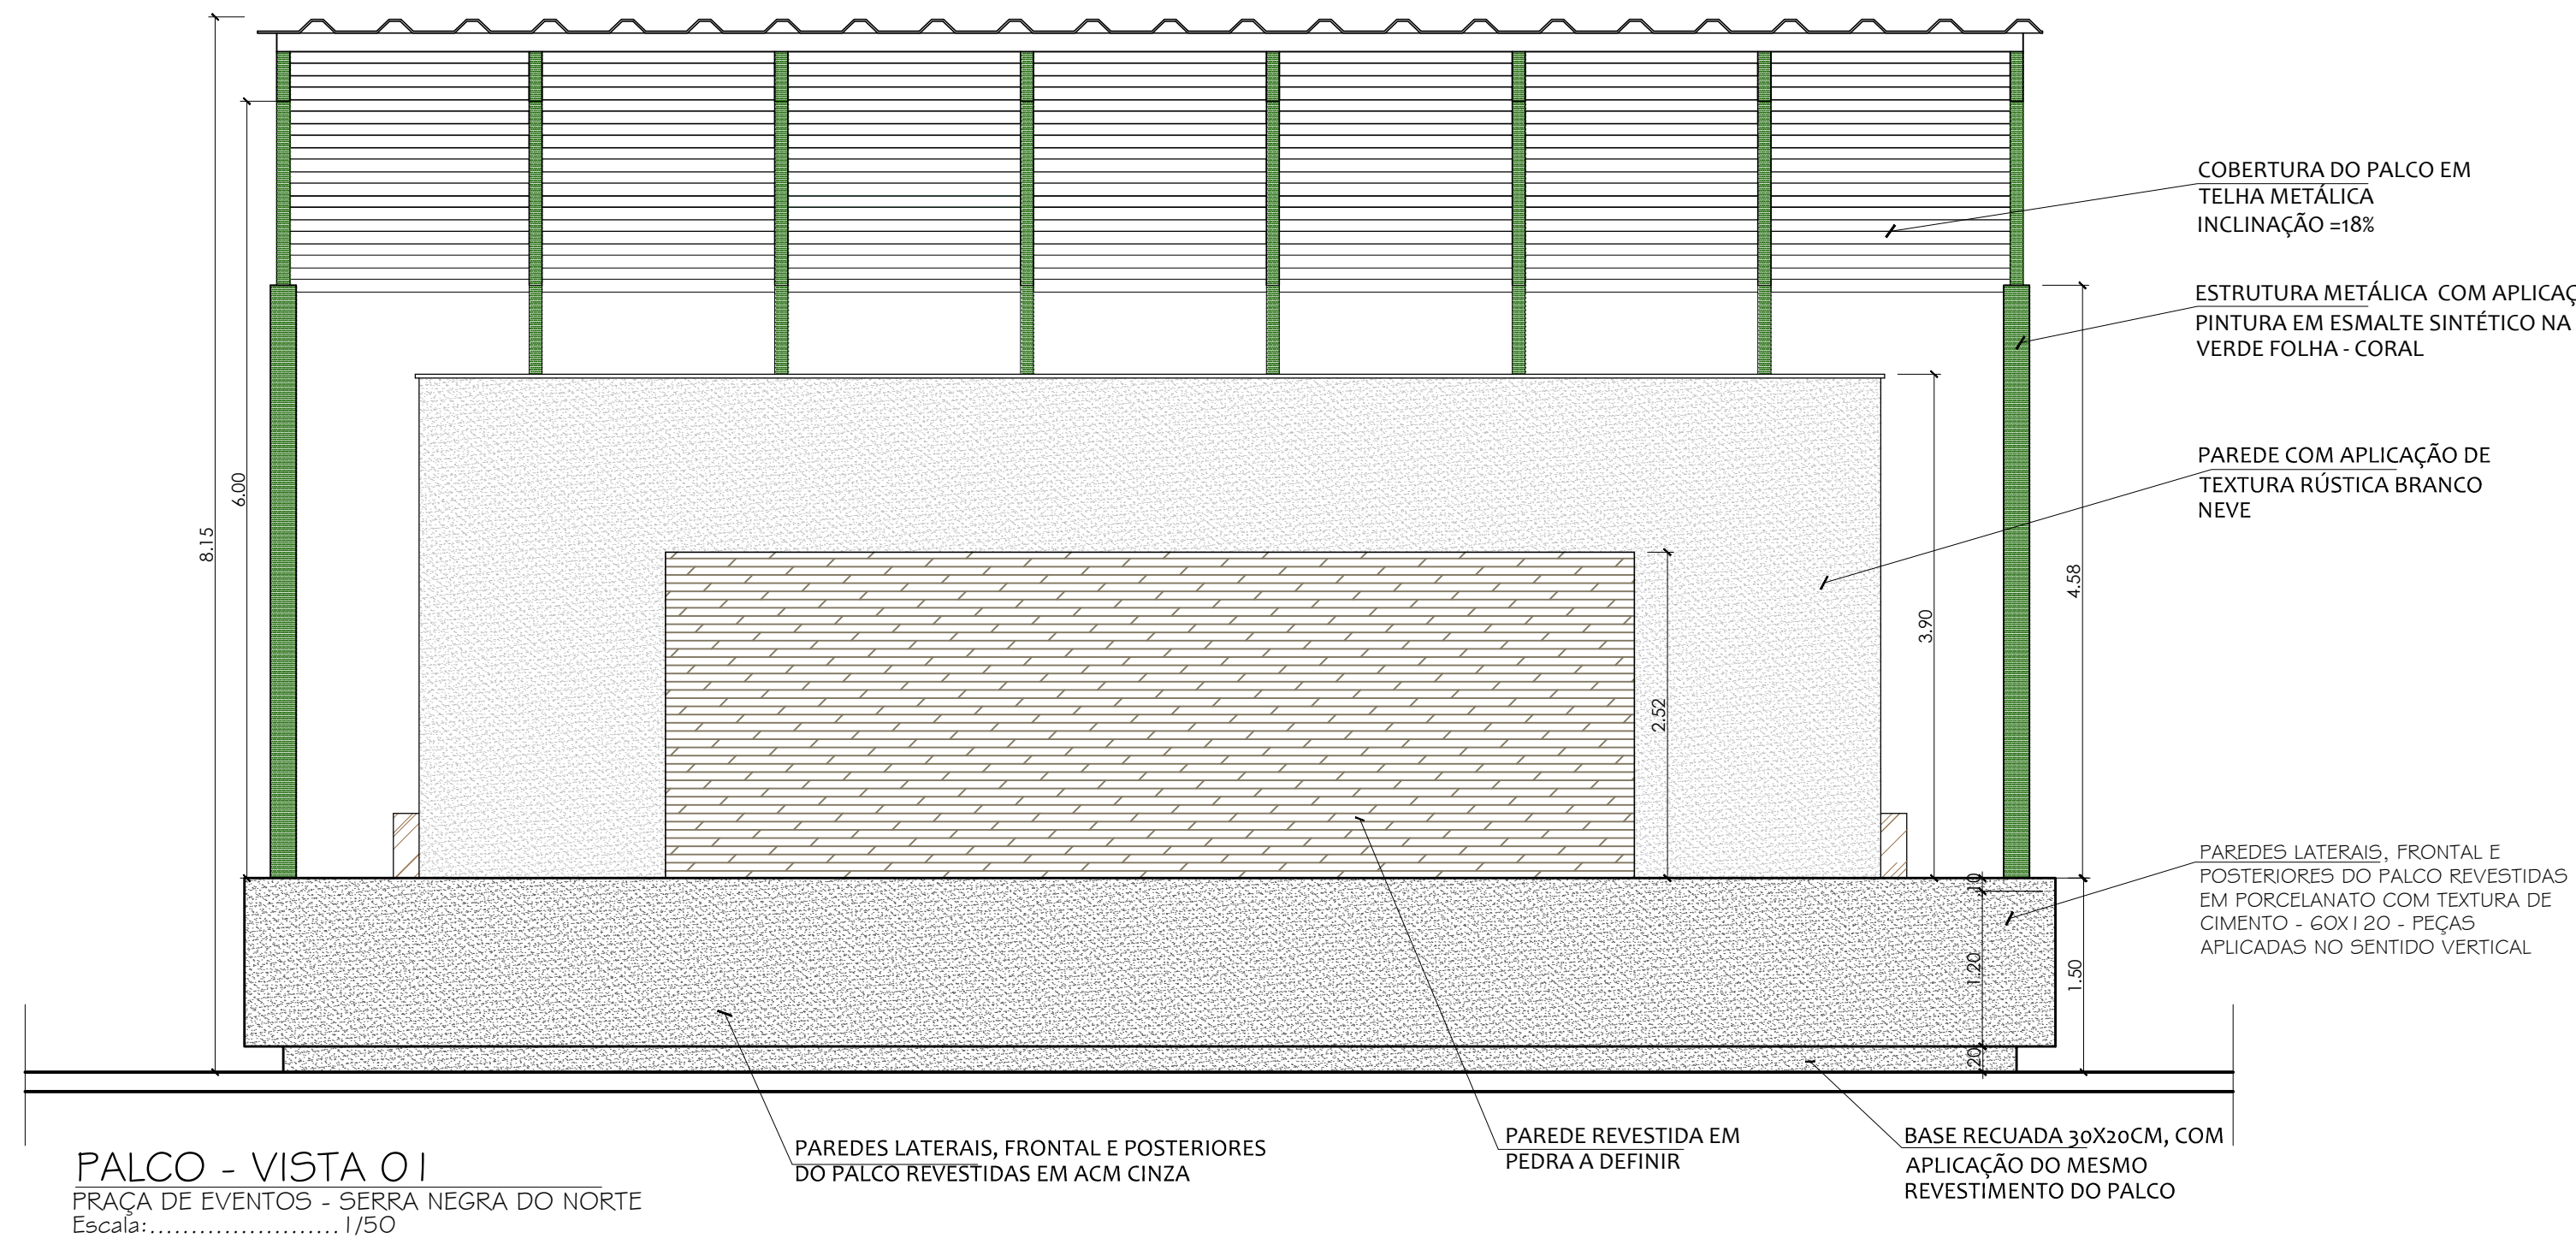 COBERTURA DO PALCO EM
TELHA METÁLICA
INCLINAÇÃO =18%
ESTRUTURA METÁLICA COM APLICAÇ
PINTURA EM ESMALTE SINTÉTICO NA
VERDE FOLHA - CORAL
PAREDE COM APLICAÇÃO DE
TEXTURA RÚSTICA BRANCO
NEVE
8.15
6.00
2.52
3.90
4.58
10
1.20
20
1.50
PAREDES LATERAIS, FRONTAL E
POSTERIORES DO PALCO REVESTIDAS
EM PORCELANATO COM TEXTURA DE
CIMENTO - 60X120 - PEÇAS
APLICADAS NO SENTIDO VERTICAL
PAREDES LATERAIS, FRONTAL E POSTERIORES
DO PALCO REVESTIDAS EM ACM CINZA
PAREDE REVESTIDA EM
PEDRA A DEFINIR
BASE RECUADA 30X20CM, COM
APLICAÇÃO DO MESMO
REVESTIMENTO DO PALCO
PALCO - VISTA 01
PRAÇA DE EVENTOS - SERRA NEGRA DO NORTE
Escala:.......................1/50